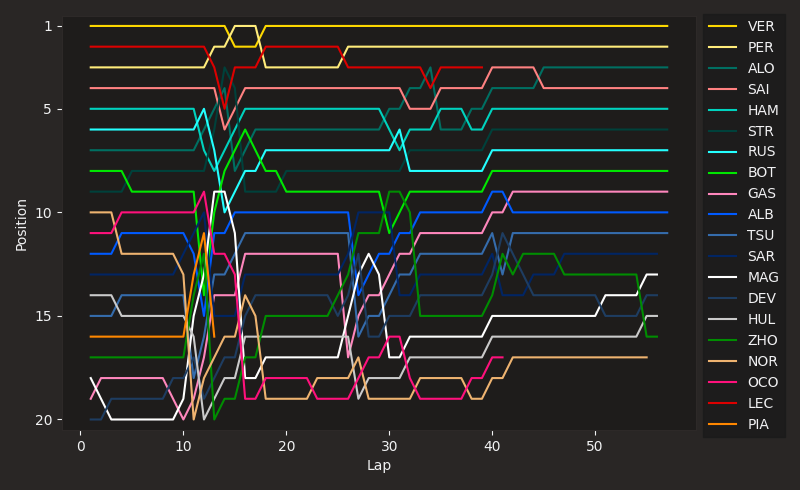 1
5
10
15
20
Position
0
10
20
30
40
50
Lap
VER
PER
ALO
SAI
HAM
STR
RUS
BOT
GAS
ALB
TSU
SAR
MAG
DEV
HUL
ZHO
NOR
OCO
LEC
PIA